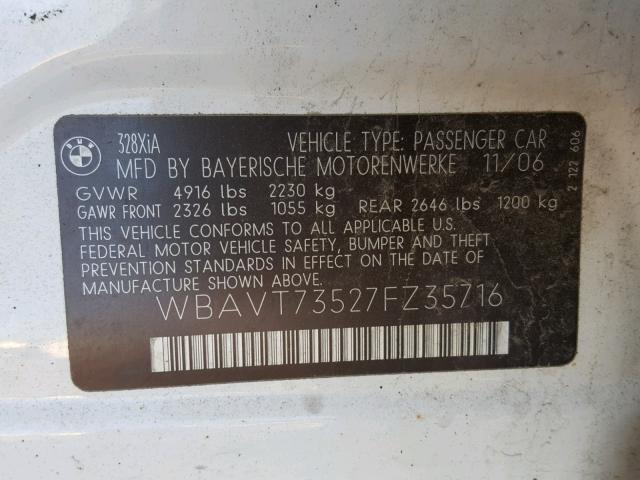 BMW
328XiA VEHICLE TYPE: PASSENGER CAR
MFD BY BAYERISCHE MOTORENWERKE 11/06
GVWR 4916 lbs 2230 kg
GAWR FRONT 2326 lbs 1055 kg REAR 2646 lbs 1200 kg
THIS VEHICLE CONFORMS TO ALL APPLICABLE U.S.
FEDERAL MOTOR VEHICLE SAFETY, BUMPER AND THEFT
PREVENTION STANDARDS IN EFFECT ON THE DATE OF
MANUFACTURE SHOWN ABOVE.
WBAVT73527FZ35716
2 122 606